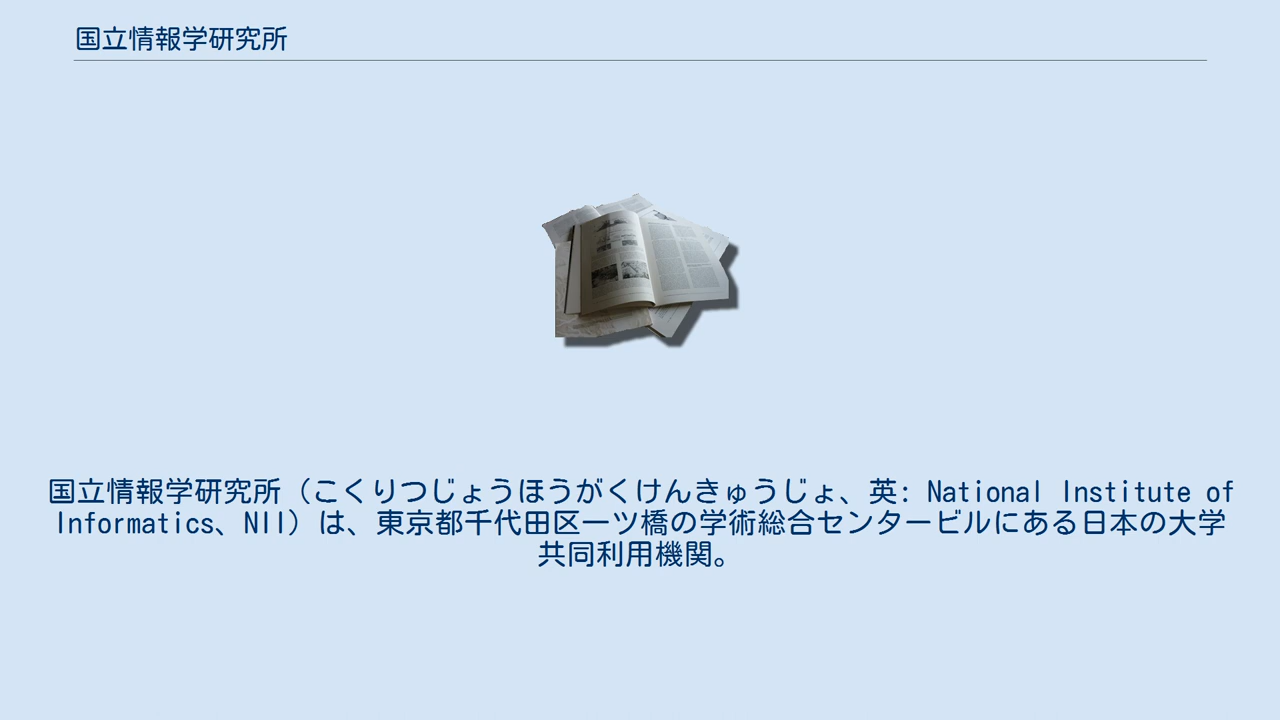 国立情報学研究所
国立情報学研究所（こくりつじょうほうがくけんきゅうじょ、英: National Institute of
Informatics、NII）は、東京都千代田区一ツ橋の学術総合センタービルにある日本の大学
共同利用機関。